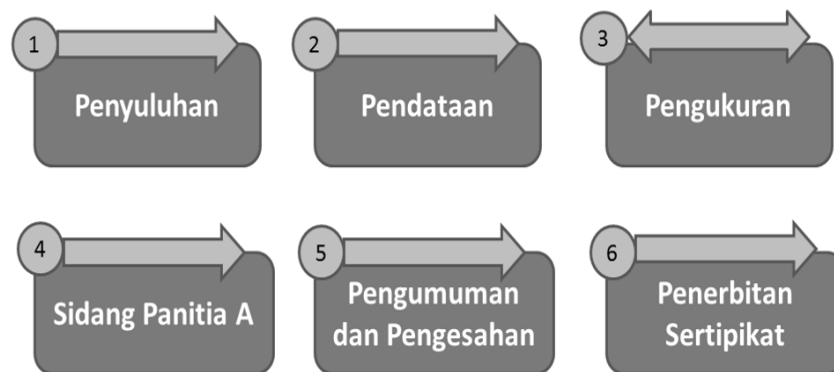 1
Penyuluhan
2
Pendataan
3
Pengukuran
4
Sidang Panitia A
5
Pengumuman
dan Pengesahan
6
Penerbitan
Sertipikat